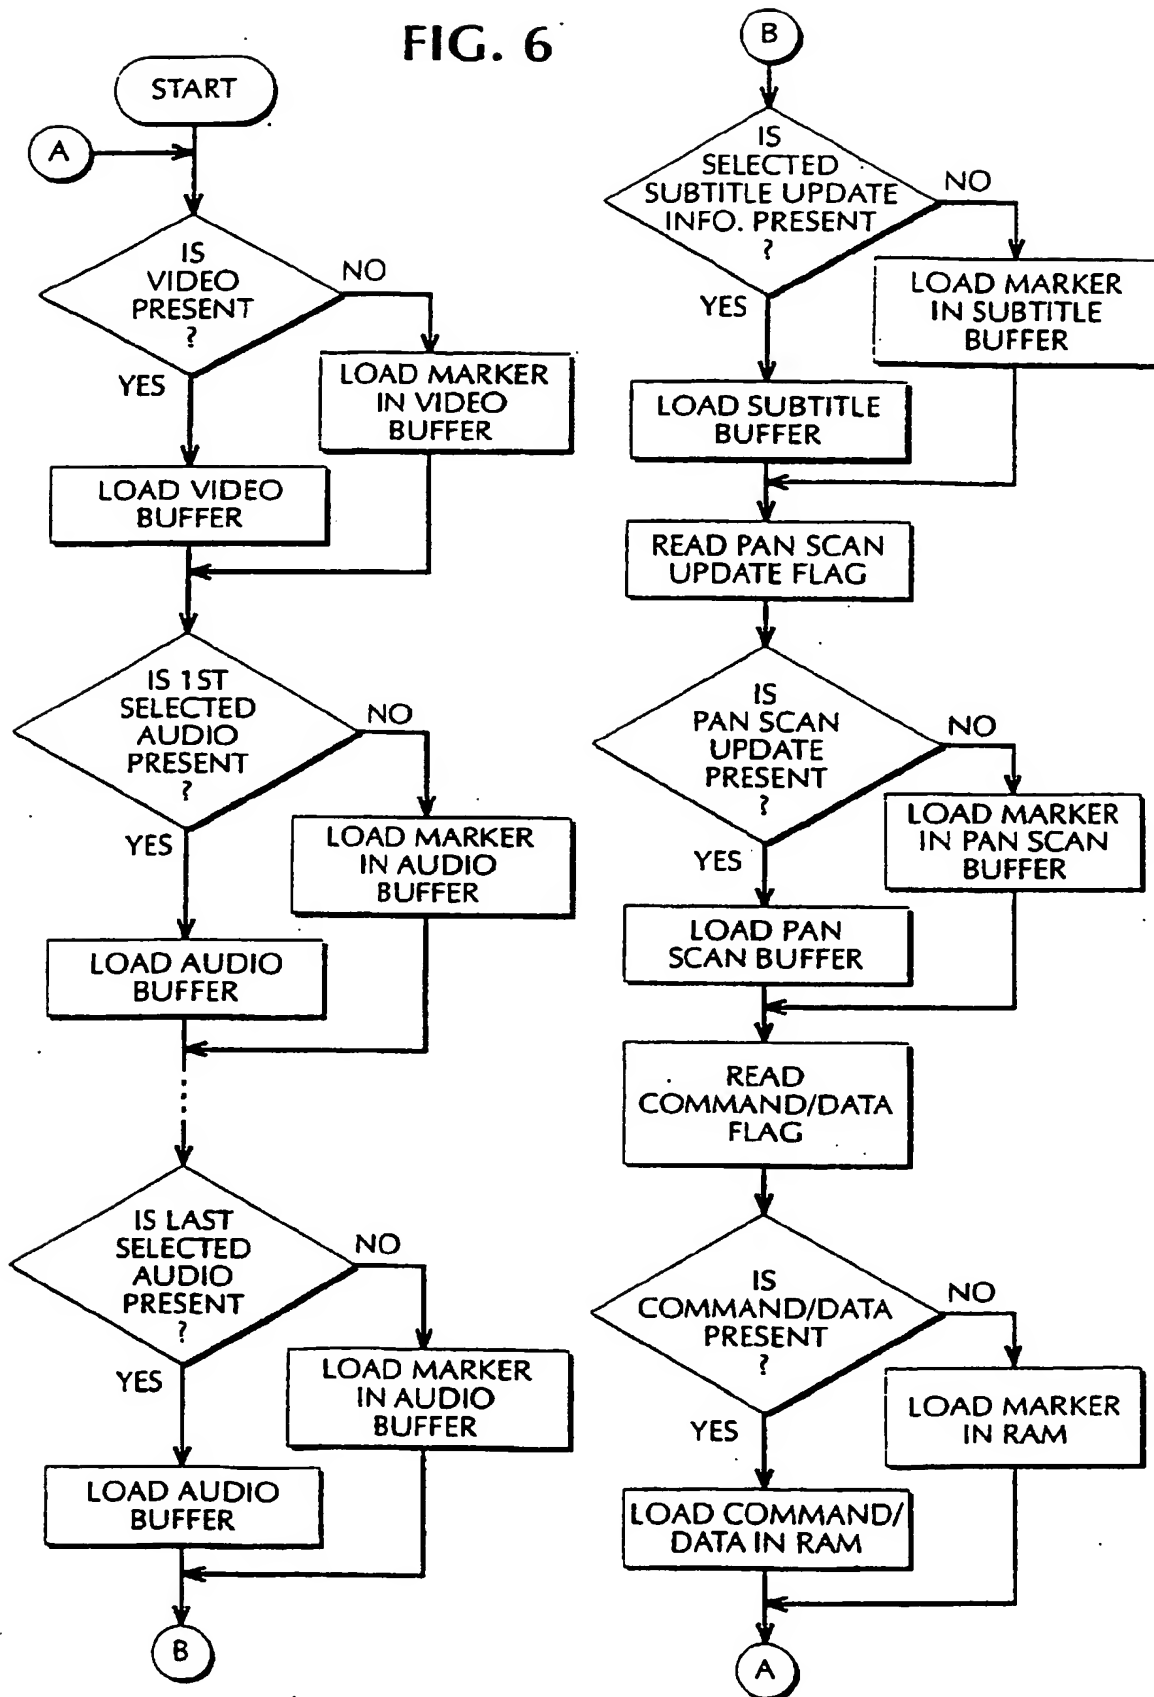 FIG. 6
START
A
IS
VIDEO
PRESENT
?
NO
YES
LOAD MARKER
IN VIDEO
BUFFER
LOAD VIDEO
BUFFER
IS 1ST
SELECTED
AUDIO
PRESENT
?
NO
YES
LOAD MARKER
IN AUDIO
BUFFER
LOAD AUDIO
BUFFER
IS LAST
SELECTED
AUDIO
PRESENT
?
NO
YES
LOAD MARKER
IN AUDIO
BUFFER
LOAD AUDIO
BUFFER
B
B
IS
SELECTED
SUBTITLE UPDATE
INFO. PRESENT
?
NO
YES
LOAD MARKER
IN SUBTITLE
BUFFER
LOAD SUBTITLE
BUFFER
READ PAN SCAN
UPDATE FLAG
IS
PAN SCAN
UPDATE
PRESENT
?
NO
YES
LOAD MARKER
IN PAN SCAN
BUFFER
LOAD PAN
SCAN BUFFER
READ
COMMAND/DATA
FLAG
IS
COMMAND/DATA
PRESENT
?
NO
YES
LOAD MARKER
IN RAM
LOAD COMMAND/
DATA IN RAM
A